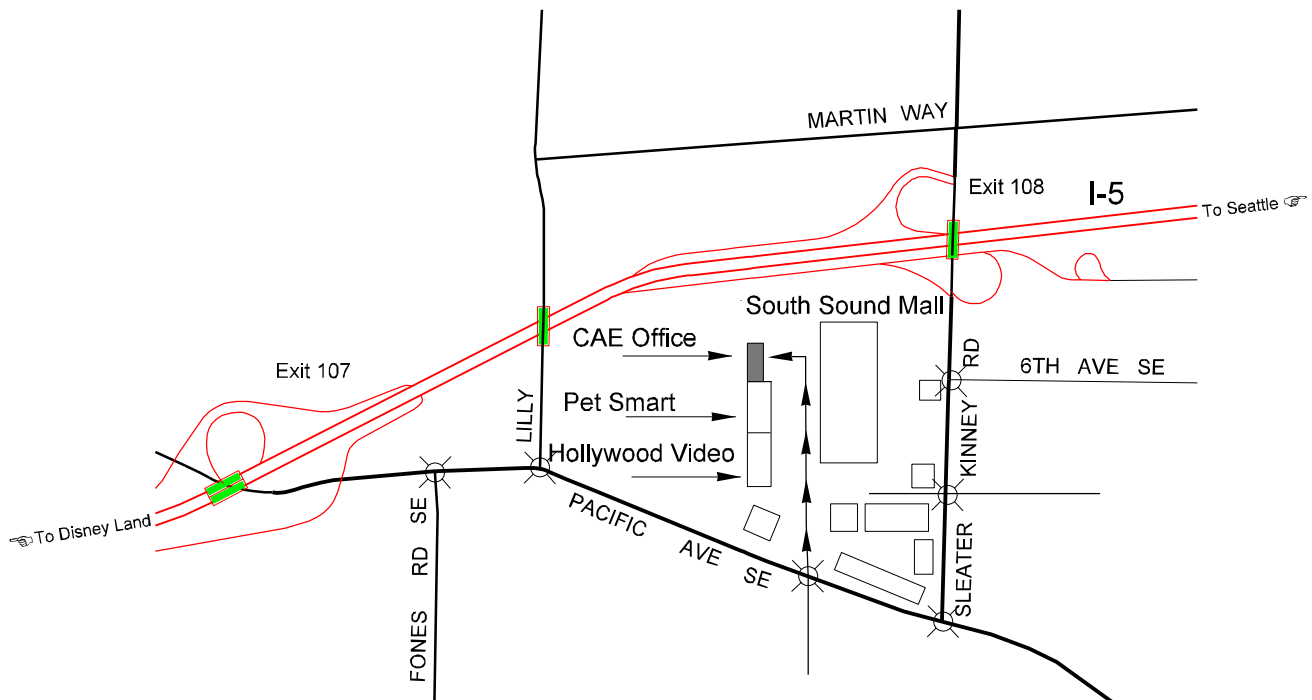 MARTIN WAY
Exit 108
I-5
To Seattle
South Sound Mall
CAE Office
Exit 107
6TH AVE SE
Pet Smart
LILLY
Hollywood Video
SLEATER KINNEY RD
PACIFIC AVE SE
To Disney Land
FONES RD SE